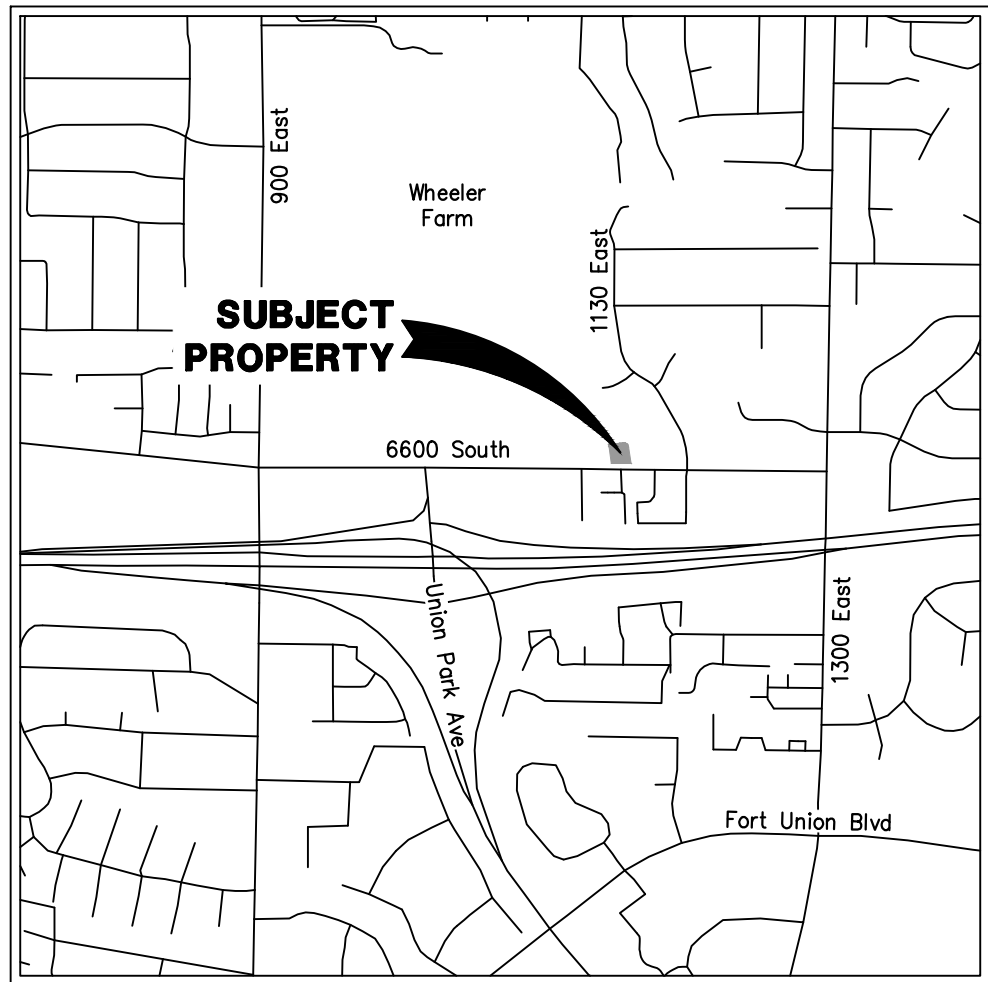 900 East
Wheeler
Farm
1130 East
SUBJECT
PROPERTY
6600 South
Union Park Ave
1300 East
Fort Union Blvd